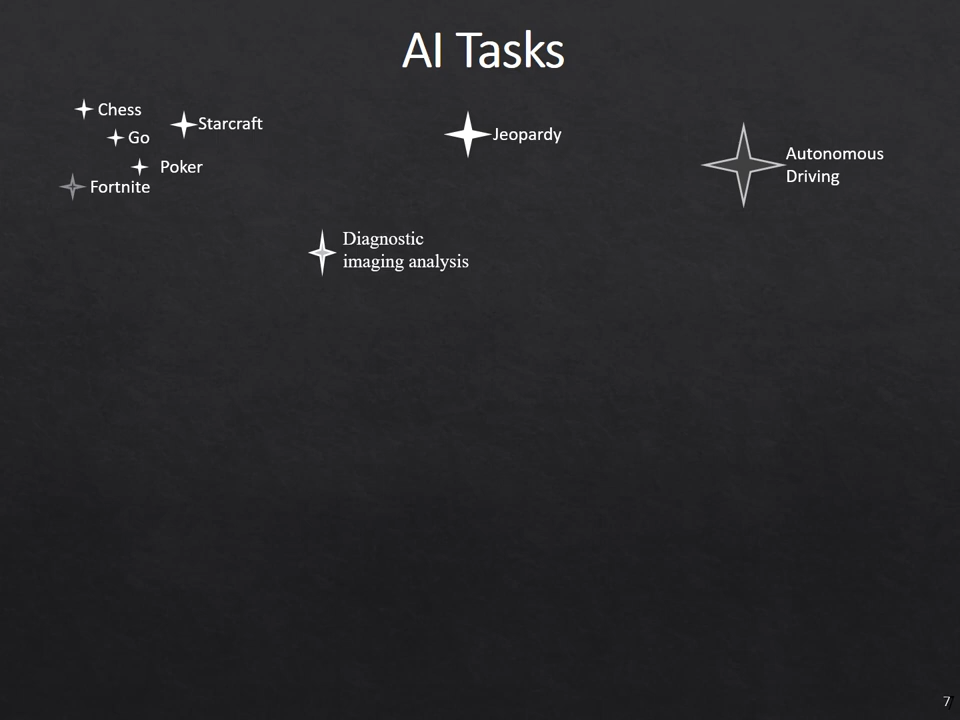 AI Tasks
Chess
Starcraft
Go
Poker
Fortnite
Jeopardy
Autonomous
Driving
Diagnostic
imaging analysis
7